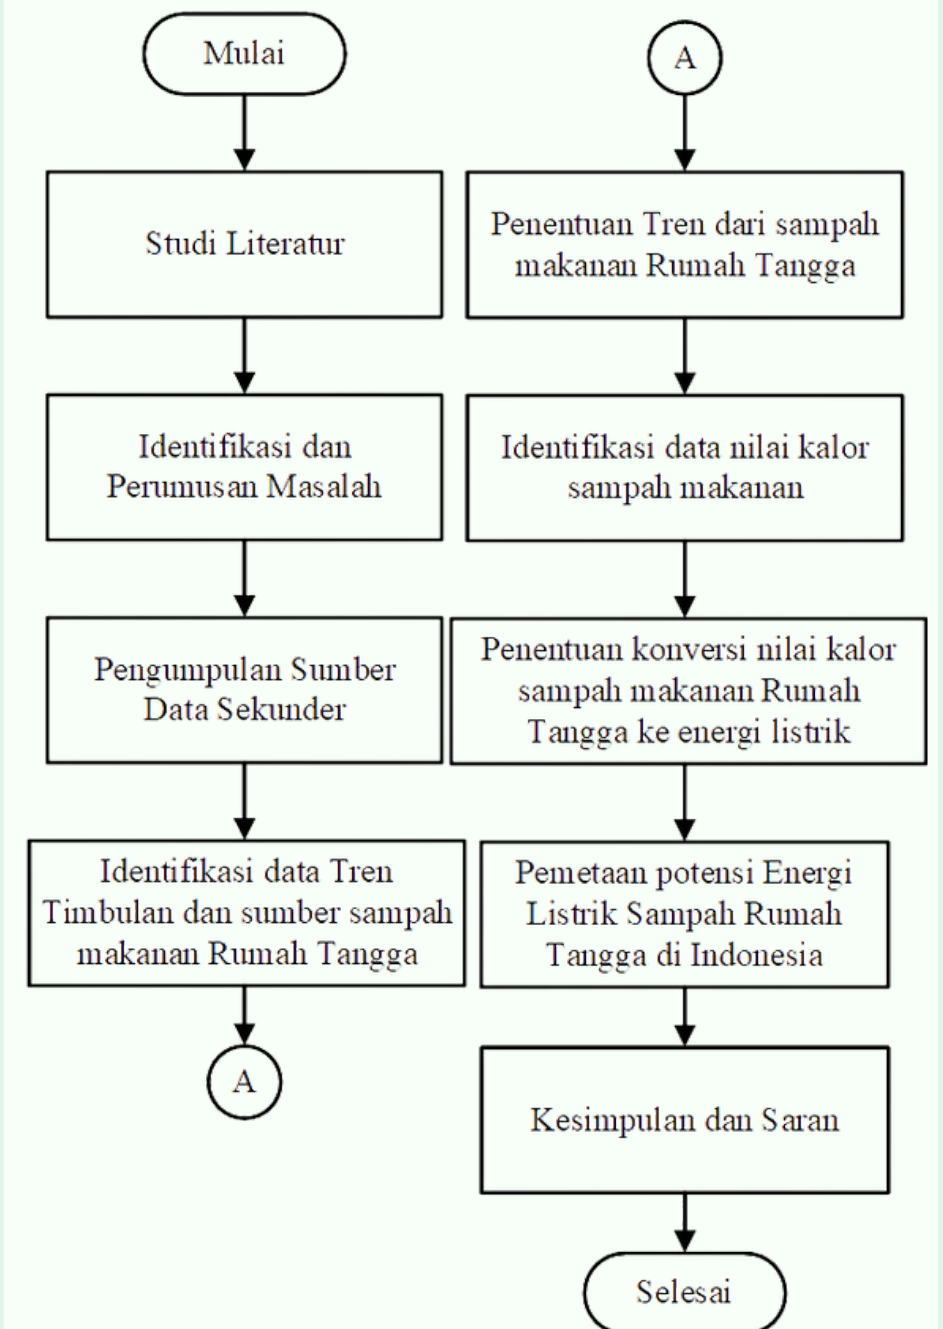 Mulai
Studi Literatur
Identifikasi dan
Perumusan Masalah
Pengumpulan Sumber
Data Sekunder
Identifikasi data Tren
Timbulan dan sumber sampah
makanan Rumah Tangga
A
A
Penentuan Tren dari sampah
makanan Rumah Tangga
Identifikasi data nilai kalor
sampah makanan
Penentuan konversi nilai kalor
sampah makanan Rumah
Tangga ke energi listrik
Pemetaan potensi Energi
Listrik Sampah Rumah
Tangga di Indonesia
Kesimpulan dan Saran
Selesai